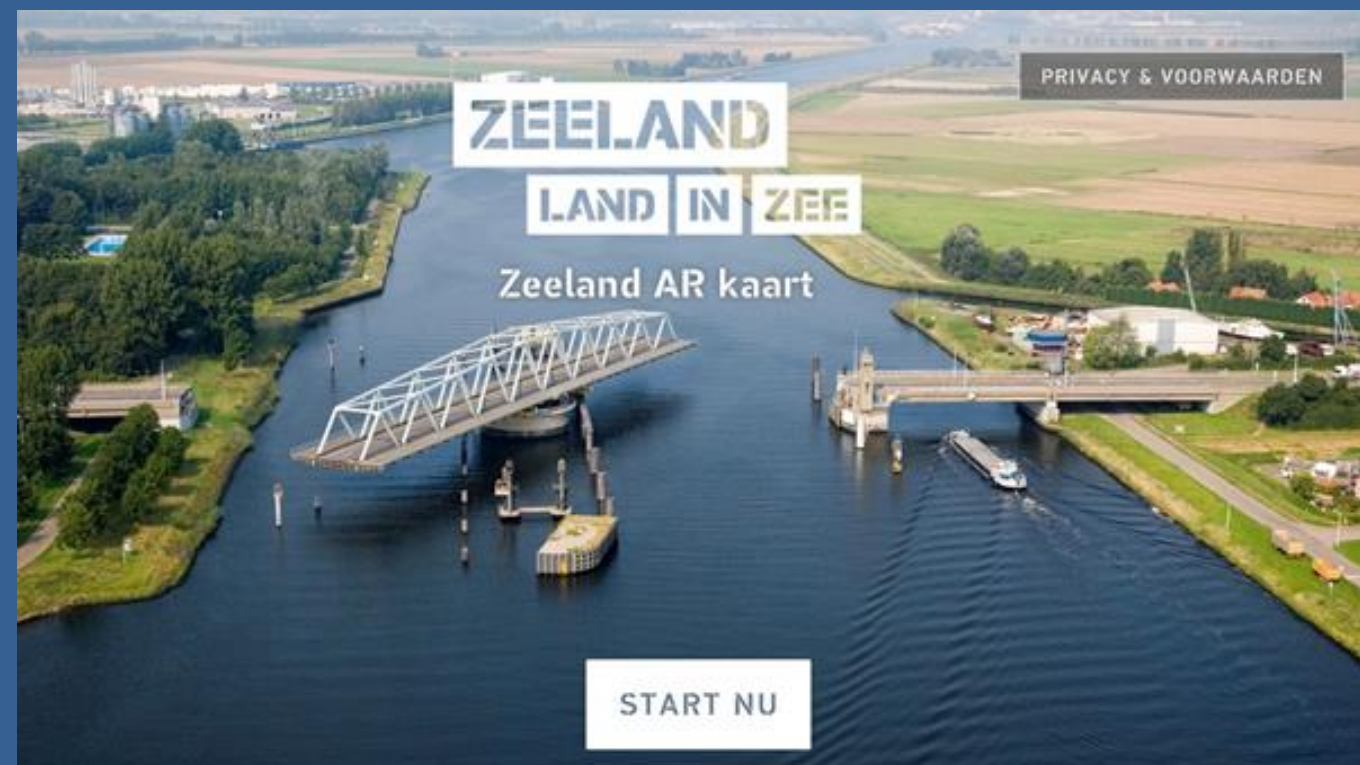 PRIVACY & VOORWAARDEN
ZEELAND
LAND IN ZEE
Zeeland AR kaart
START NU